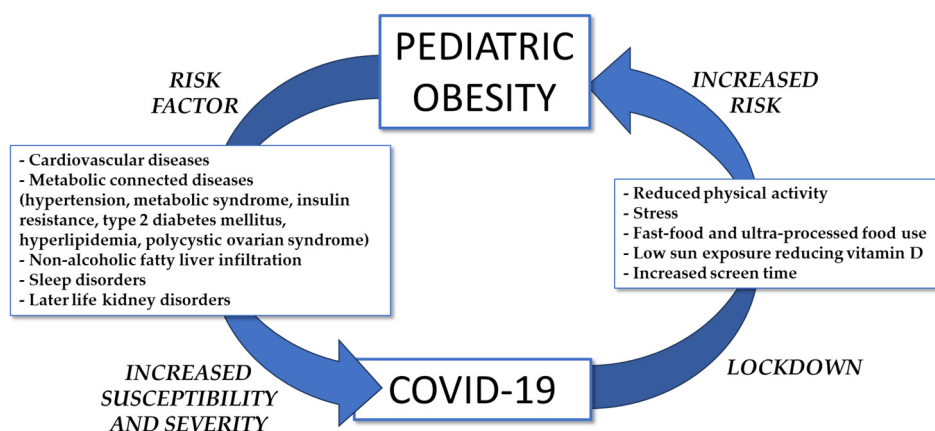 PEDIATRIC
OBESITY
RISK
FACTOR
INCREASED
RISK
- Cardiovascular diseases
- Metabolic connected diseases
(hypertension, metabolic syndrome, insulin
resistance, type 2 diabetes mellitus,
hyperlipidemia, polycystic ovarian syndrome)
- Non-alcoholic fatty liver infiltration
- Sleep disorders
- Later life kidney disorders
- Reduced physical activity
- Stress
- Fast-food and ultra-processed food use
- Low sun exposure reducing vitamin D
- Increased screen time
INCREASED
SUSCEPTIBILITY
AND SEVERITY
COVID-19
LOCKDOWN